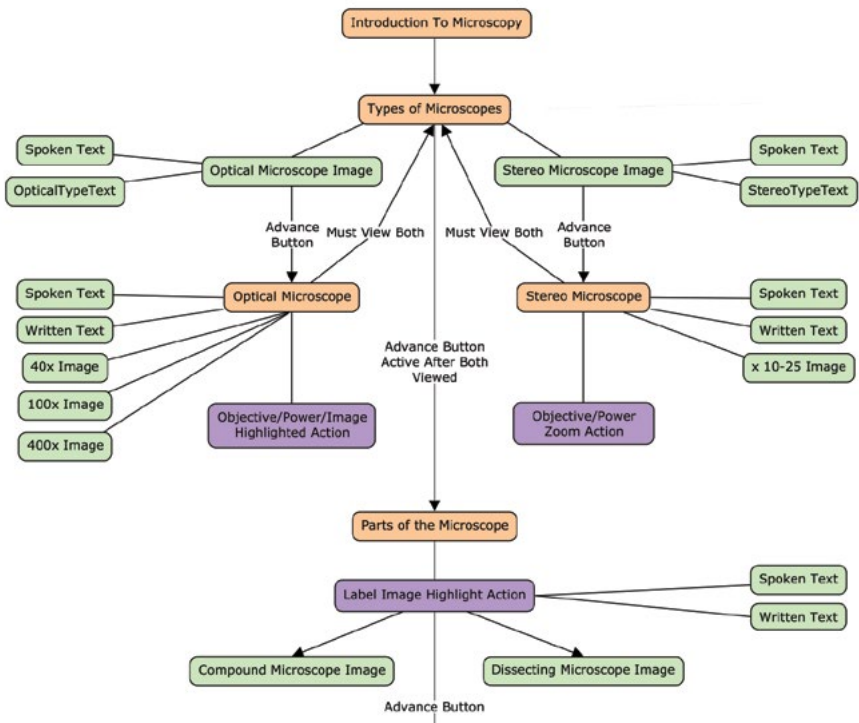 Introduction To Microscopy
Types of Microscopes
Spoken Text
OpticalTypeText
Optical Microscope Image
Stereo Microscope Image
Spoken Text
StereoTypeText
Advance
Button
Must View Both
Must View Both
Advance
Button
Spoken Text
Written Text
40x Image
100x Image
400x Image
Optical Microscope
Objective/Power/Image
Highlighted Action
Advance Button
Active After Both
Viewed
Stereo Microscope
Objective/Power
Zoom Action
Spoken Text
Written Text
x 10-25 Image
Parts of the Microscope
Label Image Highlight Action
Spoken Text
Written Text
Compound Microscope Image
Dissecting Microscope Image
Advance Button